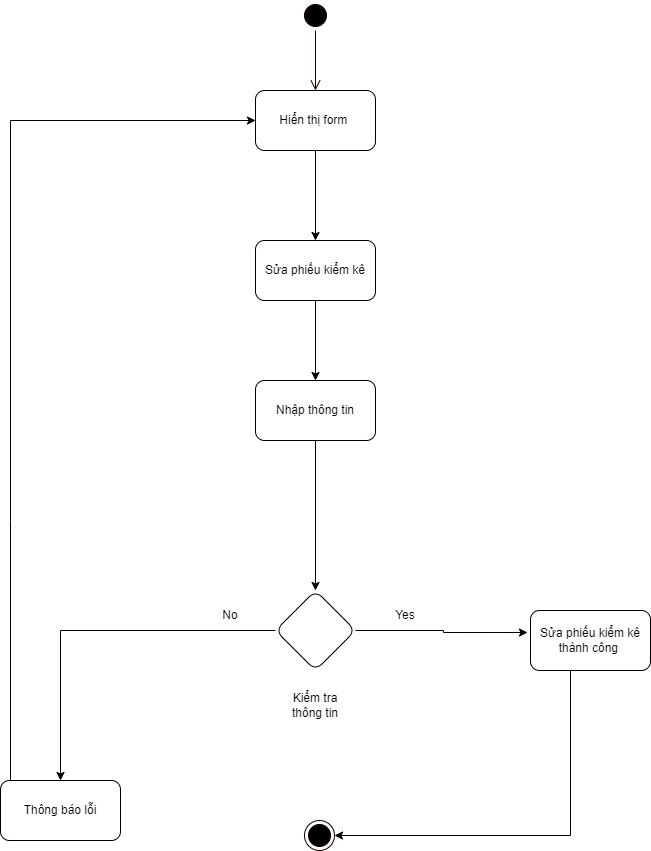 Hiển thị form
Sửa phiếu kiểm kê
Nhập thông tin
No
Yes
Sửa phiếu kiểm kê
thành công
Kiểm tra
thông tin
Thông báo lỗi